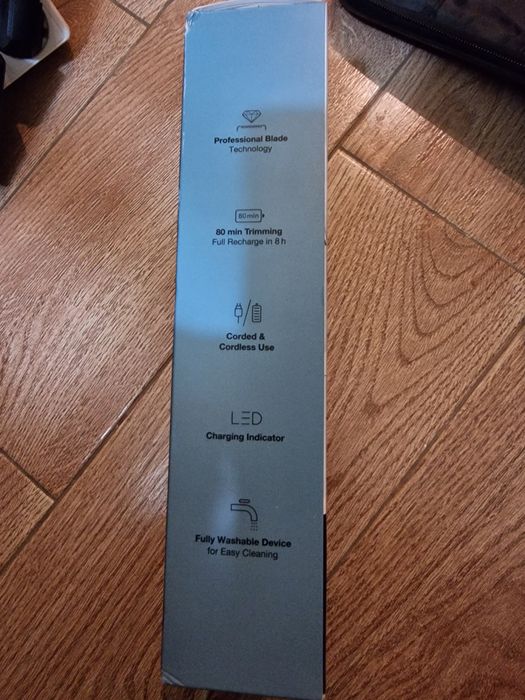 Professional Blade
Technology
80 min
80 min Trimming
Full Recharge in 8 h
Corded &
Cordless Use
LED
Charging Indicator
Fully Washable Device
for Easy Cleaning